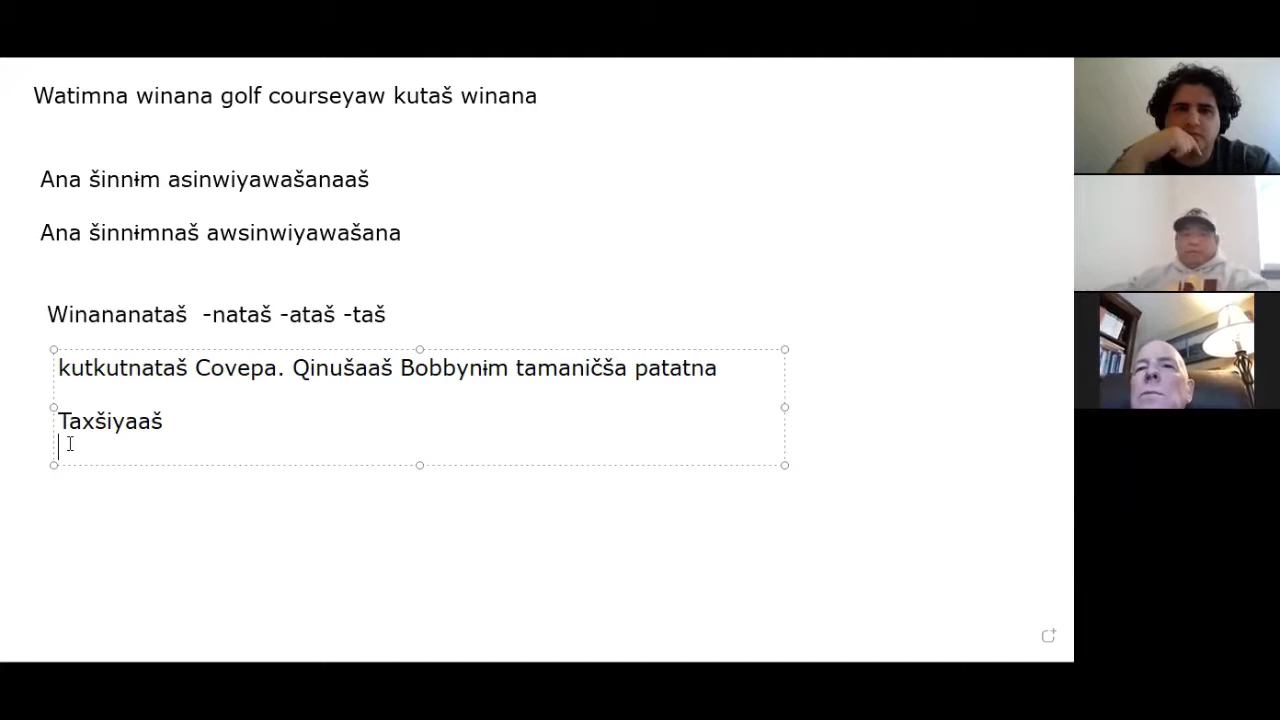 Watimna winana golf courseyaw kutaš winana
Ana šinnɨm asinwiyawašanaaš
Ana šinnɨmnaš awsinwiyawašana
Winananataš -nataš -ataš -taš
kutkutnataš Covepa. Qinušaaš Bobbynɨm tamaničša patatna
Taxšiyaaš